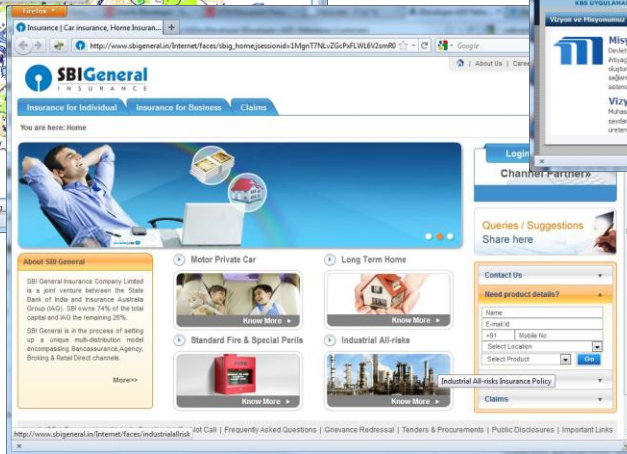 Firefox
Insurance | Car insurance, Home Insuran...
http://www.sbigeneral.in/Internet/faces/sbig_home;jsessionid=
Google
About Us | Caree
SBIGeneral
INSURANCE
Insurance for Individual
Insurance for Business
Claims
You are here: Home
Login
Channel Partner»
Queries / Suggestions
Share here
About SBI General
SBI General Insurance Company Limited
is a joint venture between the State
Bank of India and Insurance Australia
Group (IAG). SBI owns 74% of the total
capital and IAG the remaining 26%.
SBI General is in the process of setting
up a unique multi-distribution model
encompassing Bancassurance, Agency,
Broking & Retail Direct channels.
More>>
Motor Private Car
Know More
Long Term Home
Know More
Standard Fire & Special Perils
Know More
Industrial All-risks
Know More
Industrial All-risks Insurance Policy
Contact Us
Need product details?
Name
E-mail Id
+91 Mobile No
Select Location
Select Product
Go
Claims
Not Call | Frequently Asked Questions | Grievance Redressal | Tenders & Procurements | Public Disclosures | Important Links
http://www.sbigeneral.in/Internet/faces/industrialallrisk
KBS UYGULAMA
Vizyon ve Misyonumuz
Misy
Devlet
Vizy